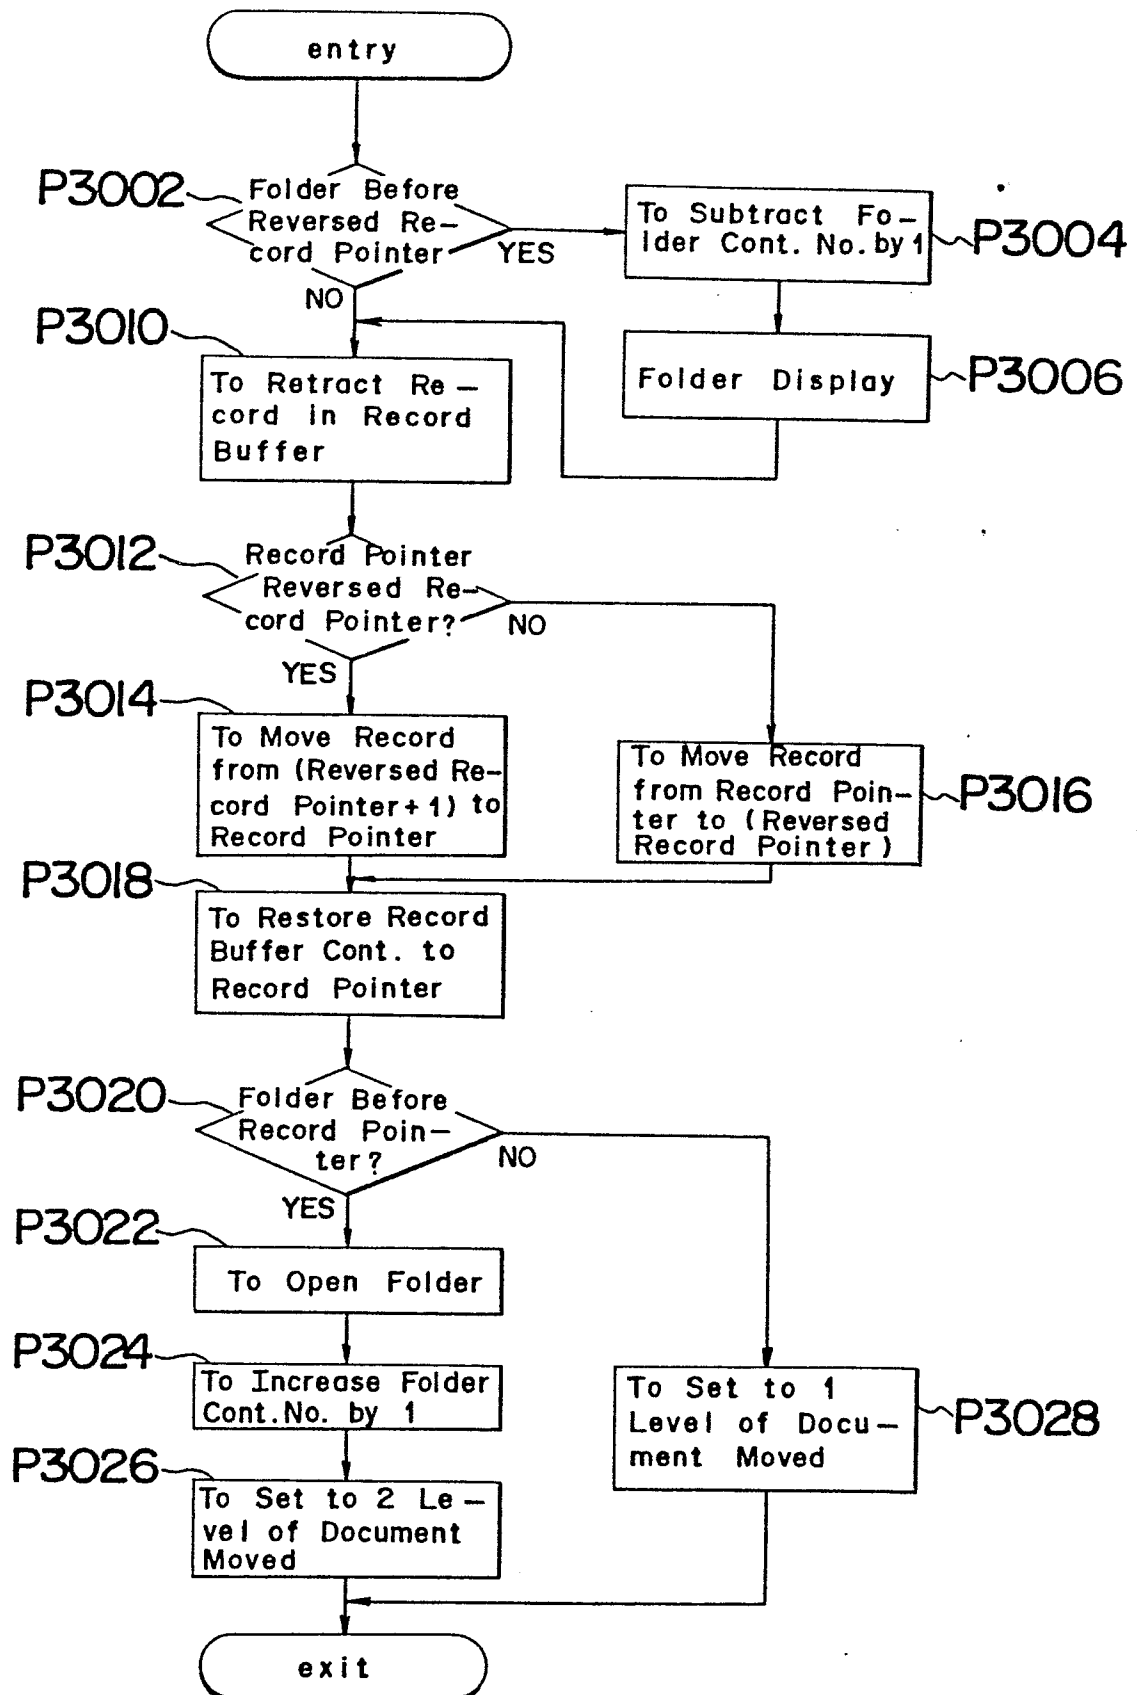 entry
P3002
Folder Before
Reversed Re-
cord Pointer
YES
NO
To Subtract Fo-
lder Cont. No. by 1
P3004
Folder Display
P3006
P3010
To Retract Re-
cord in Record
Buffer
P3012
Record Pointer
Reversed Re-
cord Pointer?
NO
YES
P3014
To Move Record
from (Reversed Re-
cord Pointer+1) to
Record Pointer
To Move Record
from Record Poin-
ter to (Reversed
Record Pointer)
P3016
P3018
To Restore Record
Buffer Cont. to
Record Pointer
P3020
Folder Before
Record Poin-
ter?
NO
YES
P3022
To Open Folder
P3024
To Increase Folder
Cont. No. by 1
P3026
To Set to 2 Le-
vel of Document
Moved
To Set to 1
Level of Docu-
ment Moved
P3028
exit